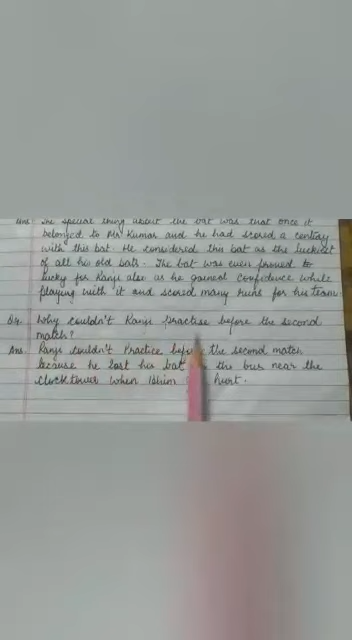 Ans. The special thing about the bat was that once it
belonged to Mr Kumar and he had scored a century
with this bat. He considered this bat as the luckiest
of all his old bats. The bat was even proved to
lucky for Ranji also as he gained confidence while
playing with it and scored many runs for his team.
Q4. Why couldn't Ranji practise before the second
match?
Ans. Ranji couldn't Practice before the second match
because he lost his bat the bus near the
clocktower when hurt.